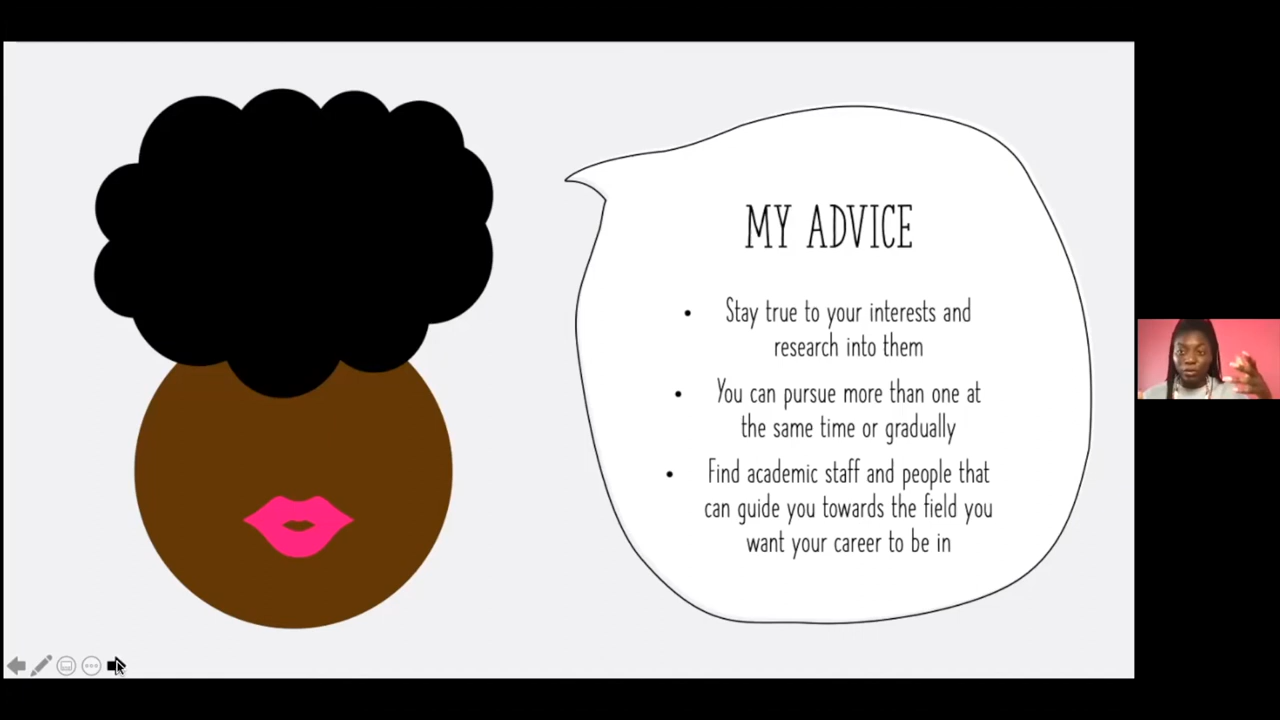 MY ADVICE
• Stay true to your interests and
research into them
• You can pursue more than one at
the same time or gradually
• Find academic staff and people that
can guide you towards the field you
want your career to be in